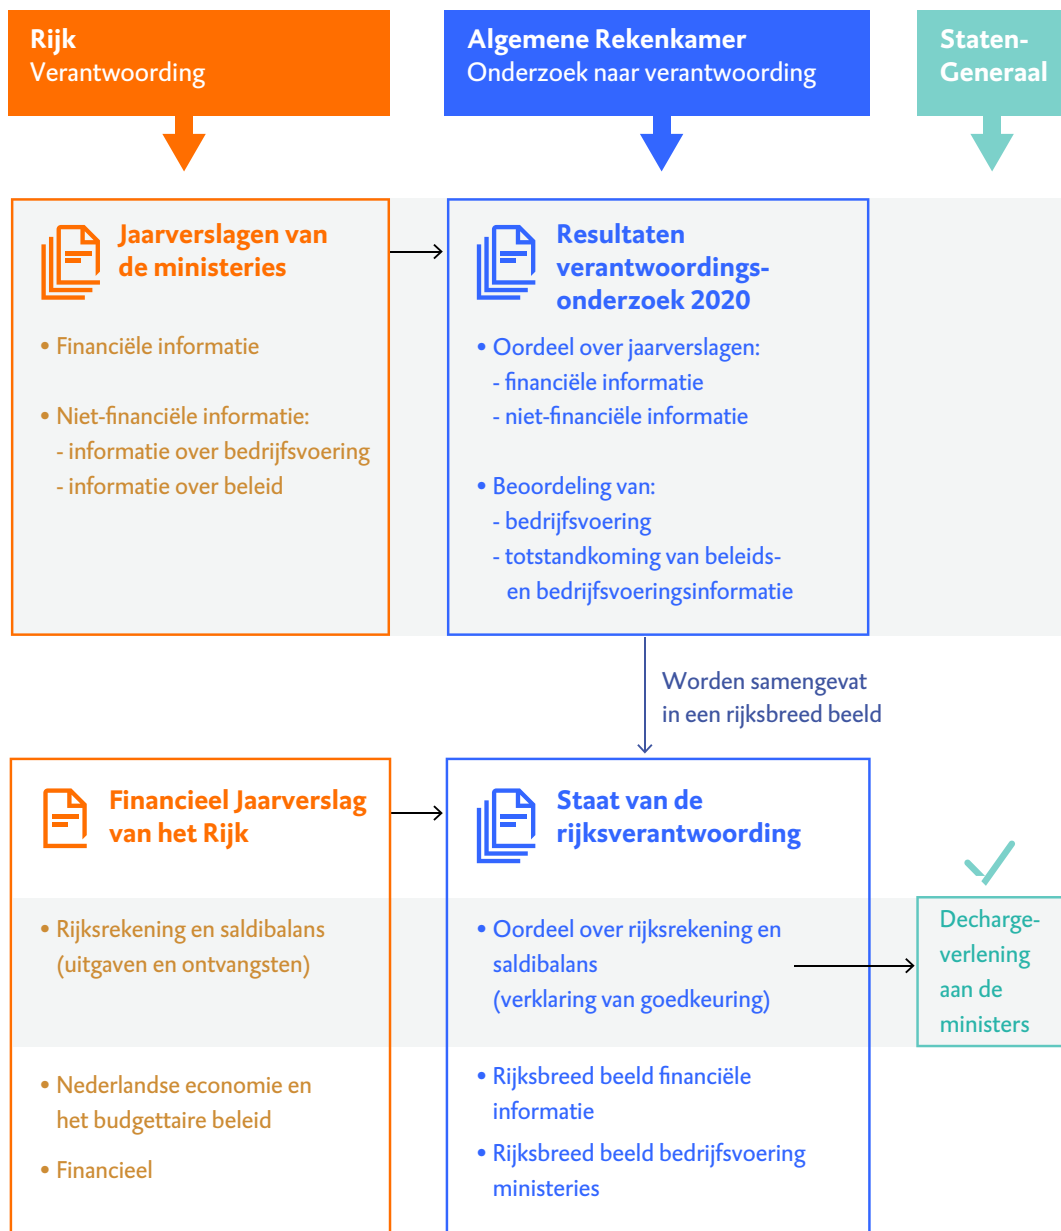 Rijk
Verantwoording
Algemene Rekenkamer
Onderzoek naar verantwoording
Staten-
Generaal
Jaarverslagen van
de ministeries
• Financiële informatie
• Niet-financiële informatie:
- informatie over bedrijfsvoering
- informatie over beleid
Resultaten
verantwoordings-
onderzoek 2020
• Oordeel over jaarverslagen:
- financiële informatie
- niet-financiële informatie
• Beoordeling van:
- bedrijfsvoering
- totstandkoming van beleids-
en bedrijfsvoeringsinformatie
Worden samengevat
in een rijksbreed beeld
Financieel Jaarverslag
van het Rijk
• Rijksrekening en saldibalans
(uitgaven en ontvangsten)
• Nederlandse economie en
het budgettaire beleid
• Financieel
Staat van de
rijksverantwoording
• Oordeel over rijksrekening en
saldibalans
(verklaring van goedkeuring)
• Rijksbreed beeld financiële
informatie
• Rijksbreed beeld bedrijfsvoering
ministeries
Decharge-
verlening
aan de
ministers